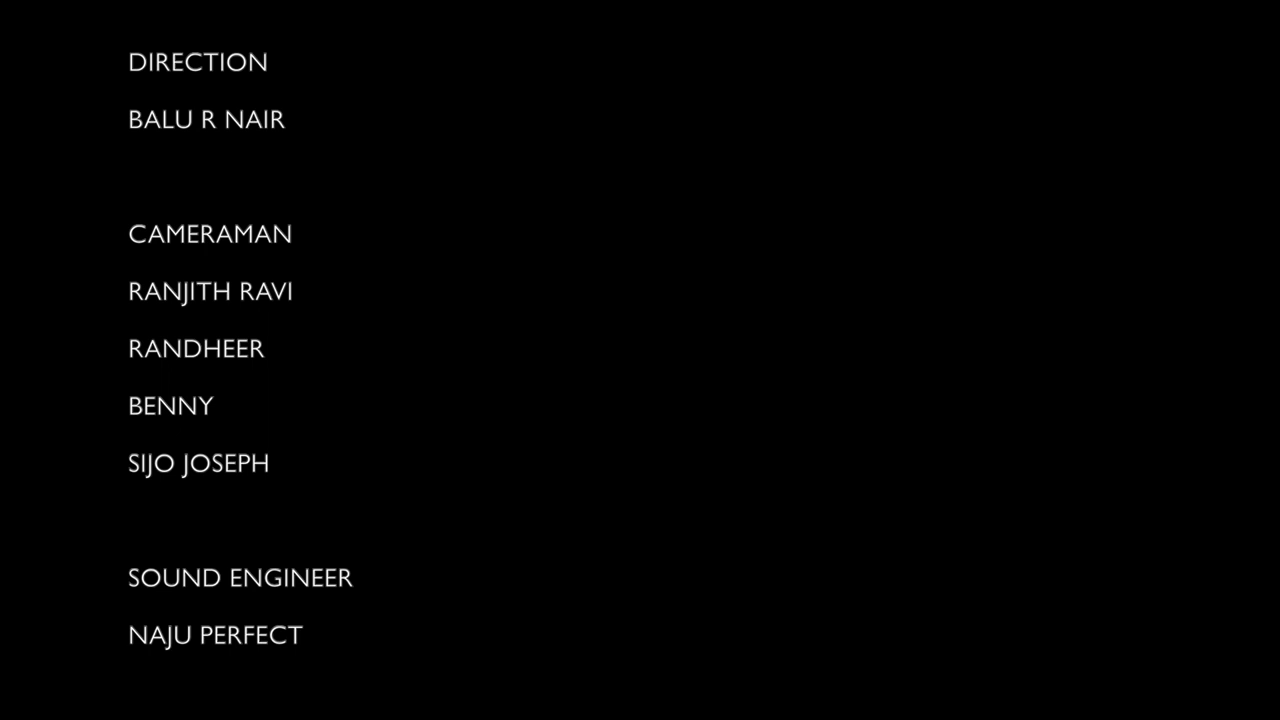 DIRECTION
BALU R NAIR
CAMERAMAN
RANJITH RAVI
RANDHEER
BENNY
SIJO JOSEPH
SOUND ENGINEER
NAJU PERFECT